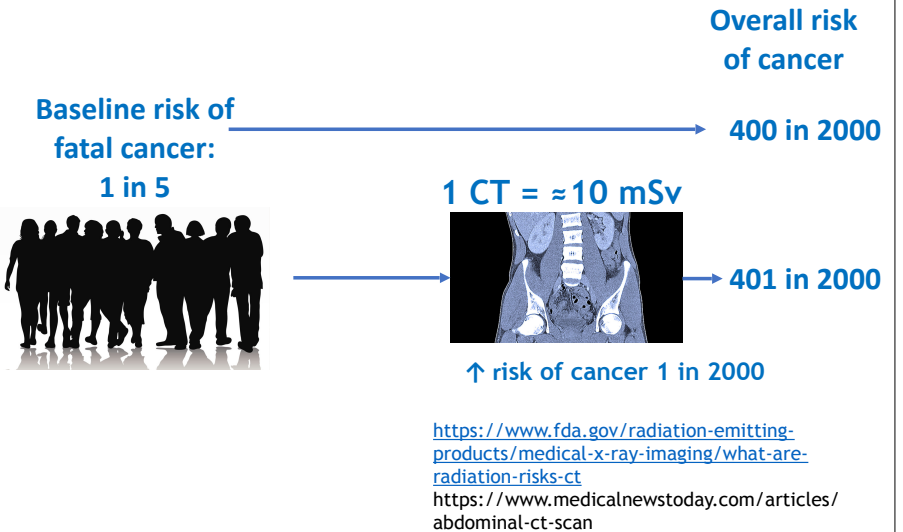 Overall risk
of cancer
Baseline risk of
fatal cancer:
1 in 5
400 in 2000
1 CT = ≈10 mSv
401 in 2000
↑ risk of cancer 1 in 2000
https://www.fda.gov/radiation-emitting-
products/medical-x-ray-imaging/what-are-
radiation-risks-ct
https://www.medicalnewstoday.com/articles/
abdominal-ct-scan